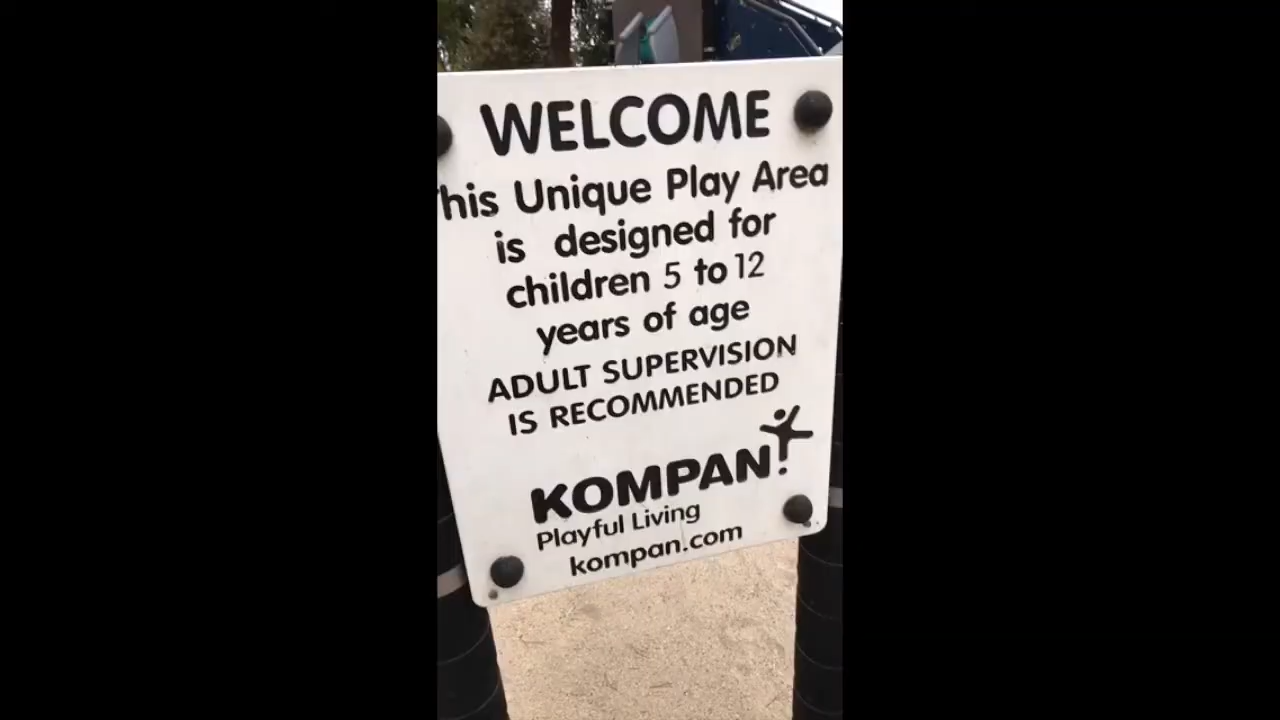 WELCOME
his Unique Play Area
is designed for
children 5 to 12
years of age
ADULT SUPERVISION
IS RECOMMENDED
KOMPAN!
Playful Living
kompan.com